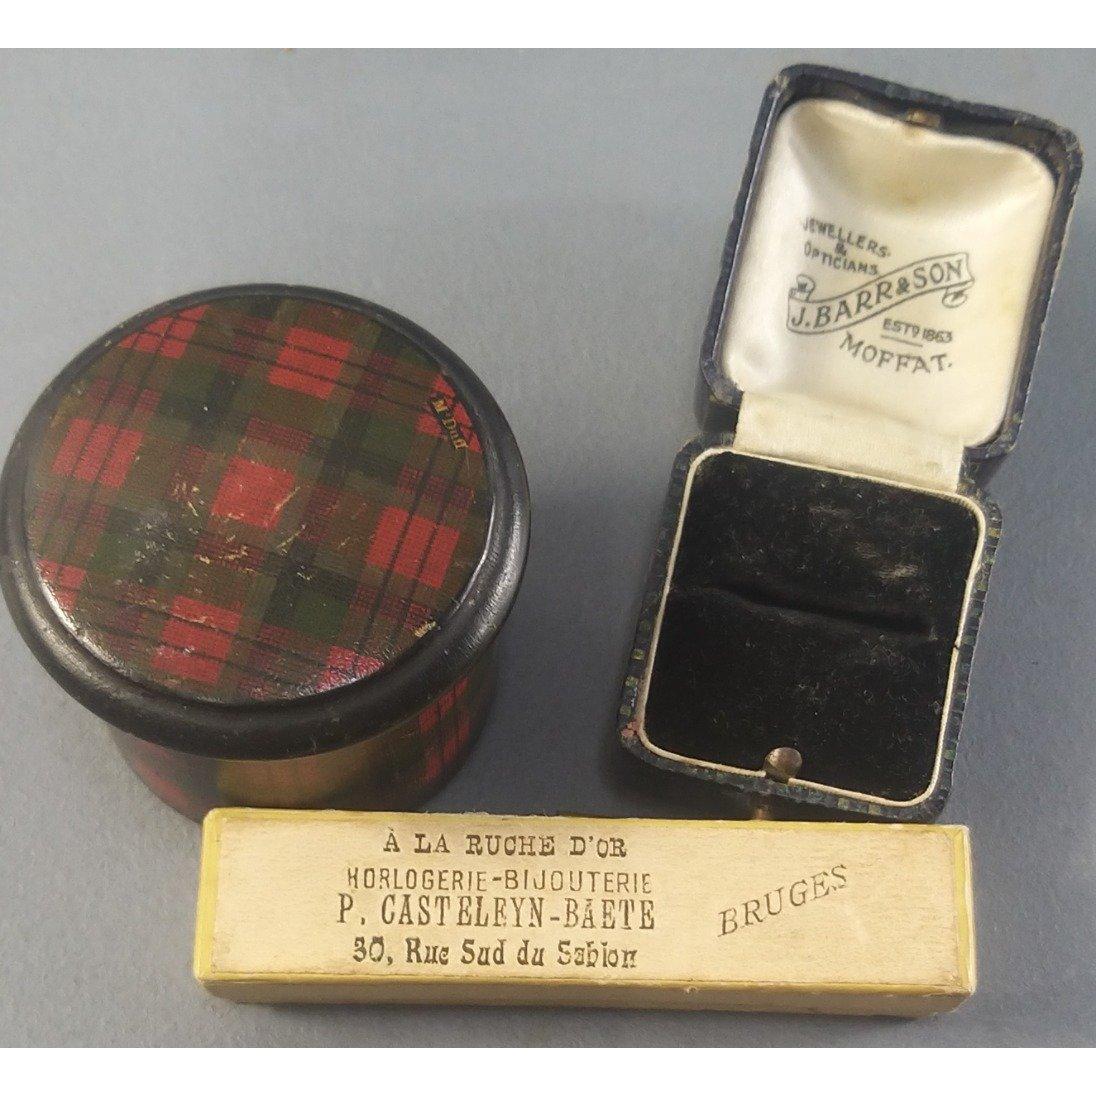 JEWELLERS
&
OPTICIANS
J. BARR & SON
ESTD 1863
MOFFAT.
À LA RUCHE D'OR
HORLOGERIE-BIJOUTERIE
P. CASTELEYN-BAETE
30, Rue Sud du Sablon
BRUGES